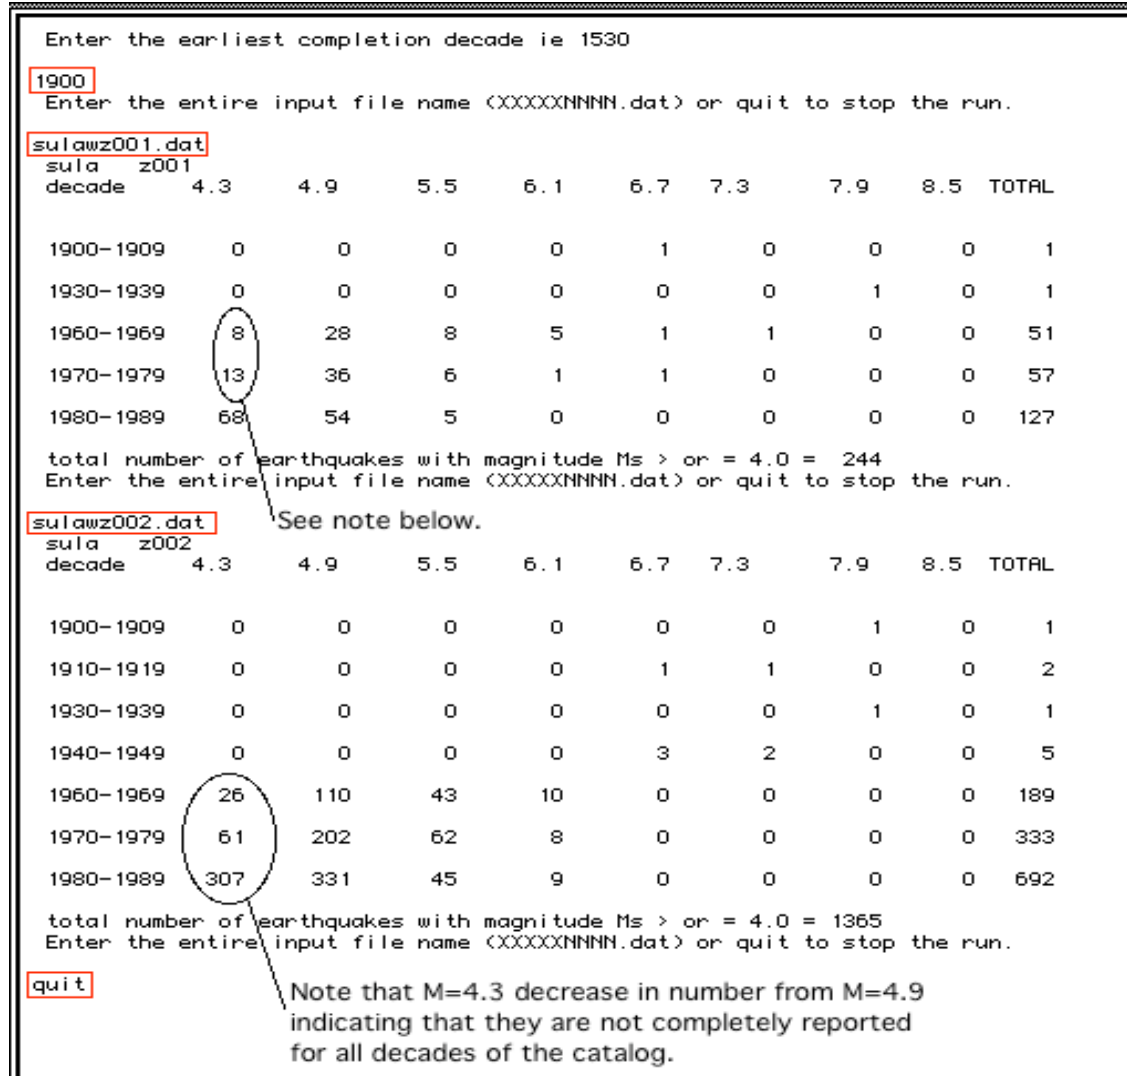 Enter the earliest completion decade ie 1530
1900
Enter the entire input file name (XXXXXNNNN.dat) or quit to stop the run.
sulawz001.dat
sula z001
decade 4.3 4.9 5.5 6.1 6.7 7.3 7.9 8.5 TOTAL
1900-1909 0 0 0 0 1 0 0 0 1
1930-1939 0 0 0 0 0 0 1 0 1
1960-1969 8 28 8 5 1 1 0 0 51
1970-1979 13 36 6 1 1 0 0 0 57
1980-1989 68 54 5 0 0 0 0 0 127
total number of earthquakes with magnitude Ms > or = 4.0 = 244
Enter the entire input file name (XXXXXNNNN.dat) or quit to stop the run.
See note below.
sulawz002.dat
sula z002
decade 4.3 4.9 5.5 6.1 6.7 7.3 7.9 8.5 TOTAL
1900-1909 0 0 0 0 0 0 1 0 1
1910-1919 0 0 0 0 1 1 0 0 2
1930-1939 0 0 0 0 0 0 1 0 1
1940-1949 0 0 0 0 3 2 0 0 5
1960-1969 26 110 43 10 0 0 0 0 189
1970-1979 61 202 62 8 0 0 0 0 333
1980-1989 307 331 45 9 0 0 0 0 692
total number of earthquakes with magnitude Ms > or = 4.0 = 1365
Enter the entire input file name (XXXXXNNNN.dat) or quit to stop the run.
quit
Note that M=4.3 decrease in number from M=4.9
indicating that they are not completely reported
for all decades of the catalog.